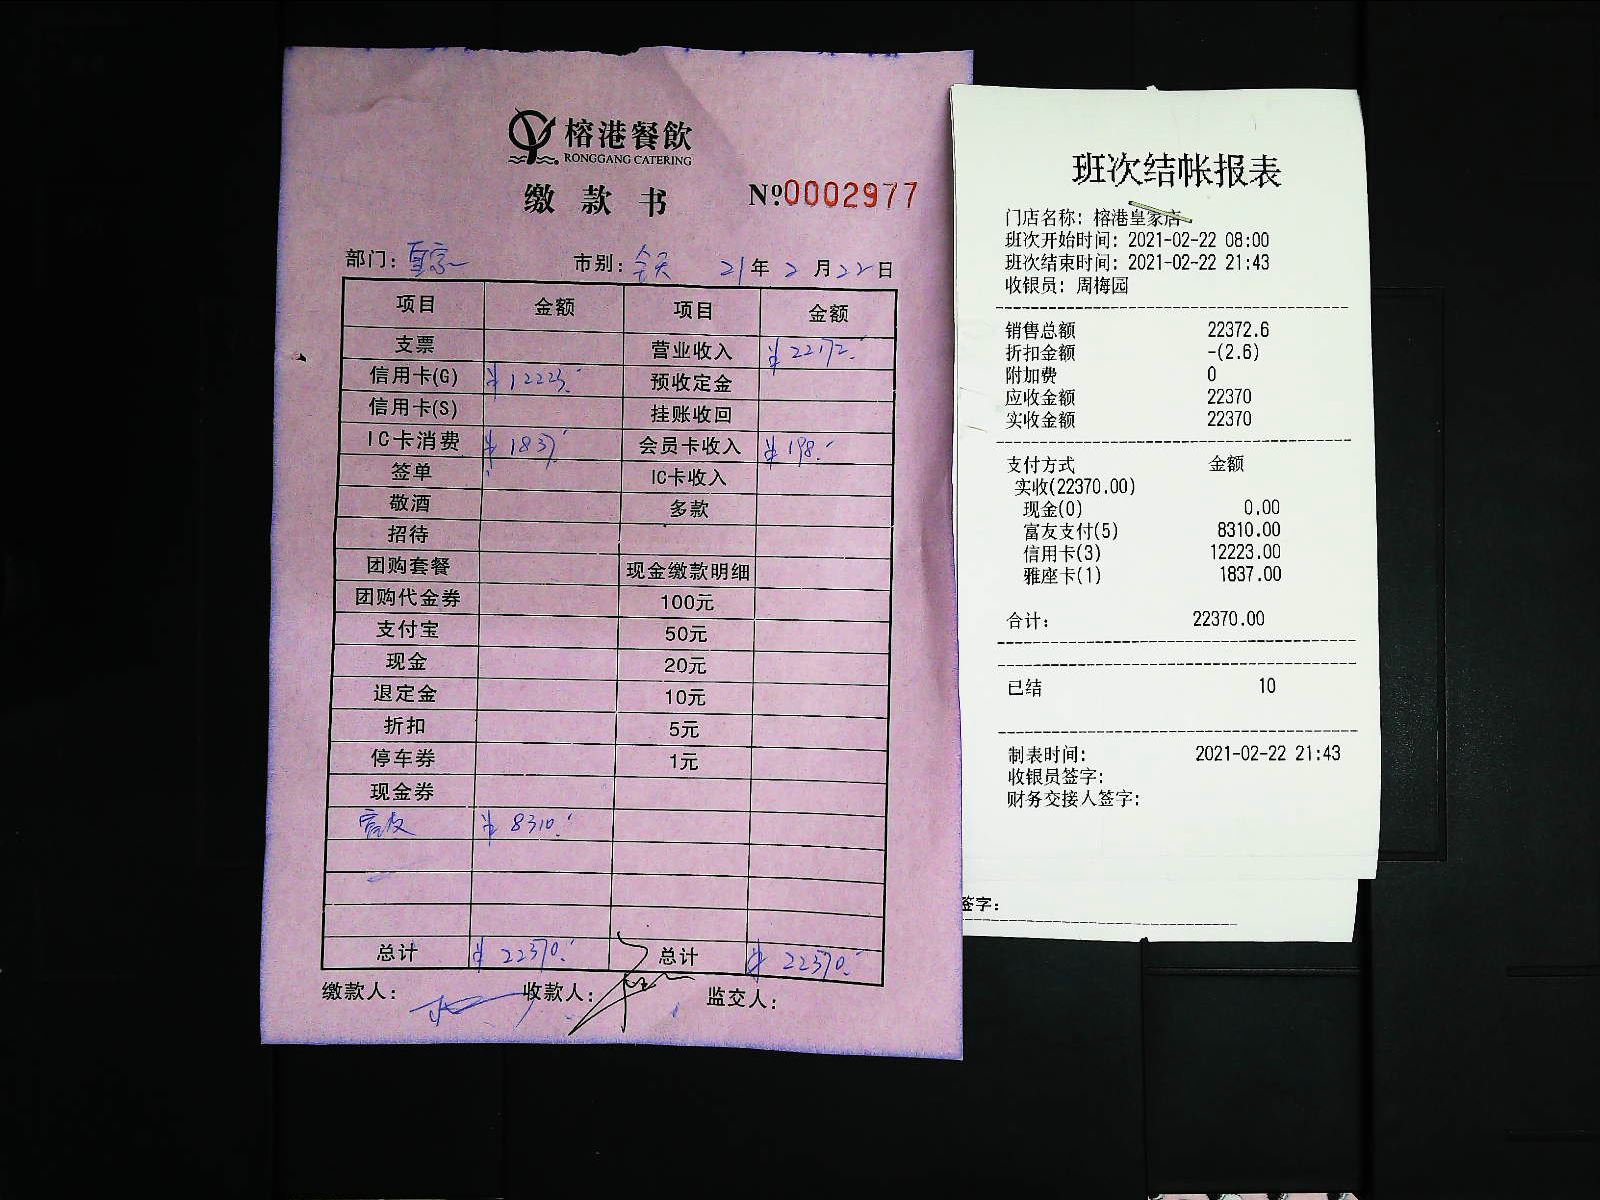 榕港餐飲
RONGGANG CATERING
缴款书 №0002977
部门: 皇家 市别: 全天 21年2月22日
项目 金额 项目 金额
支票 营业收入 ¥22172.
信用卡(G) ¥12223. 预收定金
信用卡(S) 挂账收回
IC卡消费 ¥1837. 会员卡收入 ¥198.
签单 IC卡收入
敬酒 多款
招待
团购套餐 现金缴款明细
团购代金券 100元
支付宝 50元
现金 20元
退定金 10元
折扣 5元
停车券 1元
现金券
富友 ¥8310.
总计 ¥22370. 总计 ¥22370.
缴款人: 收款人: 监交人:
班次结帐报表
门店名称: 榕港皇家店
班次开始时间: 2021-02-22 08:00
班次结束时间: 2021-02-22 21:43
收银员: 周梅园
销售总额 22372.6
折扣金额 -(2.6)
附加费 0
应收金额 22370
实收金额 22370
支付方式 金额
实收(22370.00)
现金(0) 0.00
富友支付(5) 8310.00
信用卡(3) 12223.00
雅座卡(1) 1837.00
合计: 22370.00
已结 10
制表时间: 2021-02-22 21:43
收银员签字:
财务交接人签字:
签字: